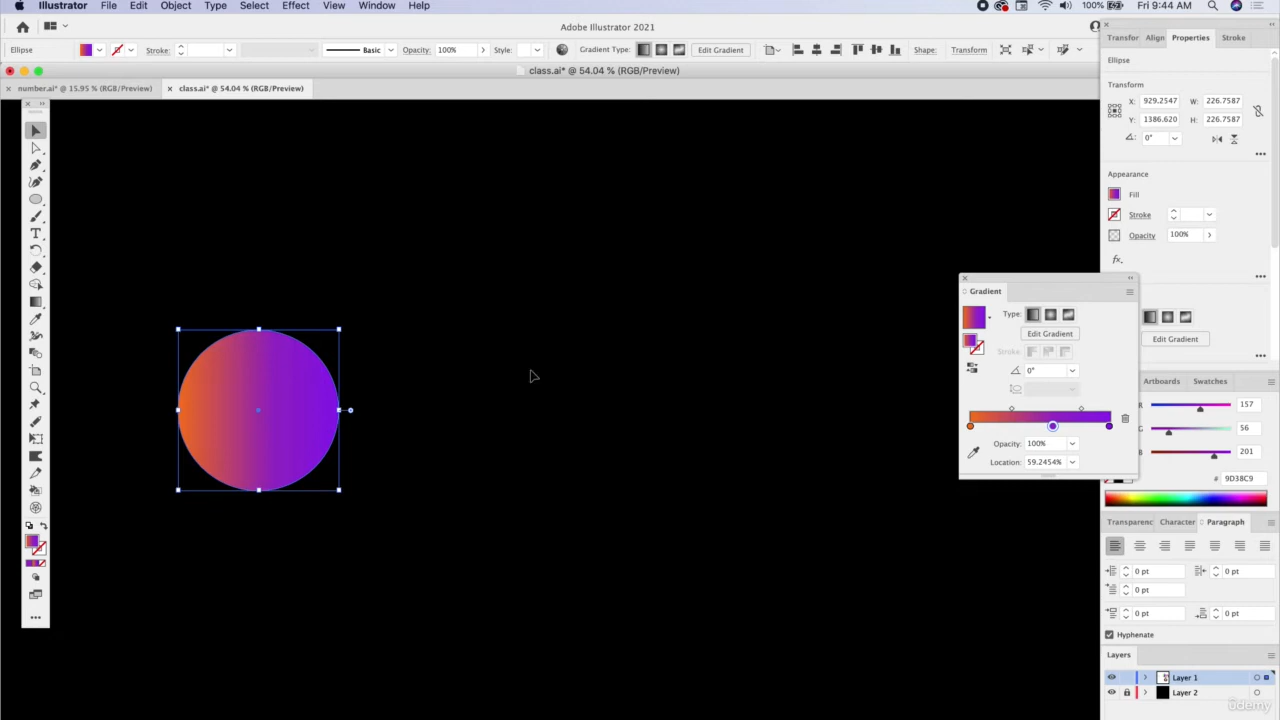 Illustrator File Edit Object Type Select Effect View Window Help 100% Fri 9:44 AM
Adobe Illustrator 2021
Ellipse Stroke: Basic Opacity: 100% Style: Gradient Type: Edit Gradient Shape: Transform
Transfor Align Properties Stroke
class.ai* @ 54.04 % (RGB/Preview)
× number.ai* @ 15.95 % (RGB/Preview) × class.ai* @ 54.04 % (RGB/Preview)
Ellipse
Transform
X: 929.2547 W: 226.7587
Y: 1386.620 H: 226.7587
0°
Appearance
Fill
Stroke
Opacity 100%
fx.
Gradient
Type:
Edit Gradient
Stroke:
0°
Opacity: 100%
Location: 59.2454%
Edit Gradient
Artboards Swatches
R 157
G 56
B 201
# 9D38C9
Transparenc Character Paragraph
0 pt 0 pt
0 pt
0 pt 0 pt
Hyphenate
Layers
Layer 1
Layer 2
ûdemy